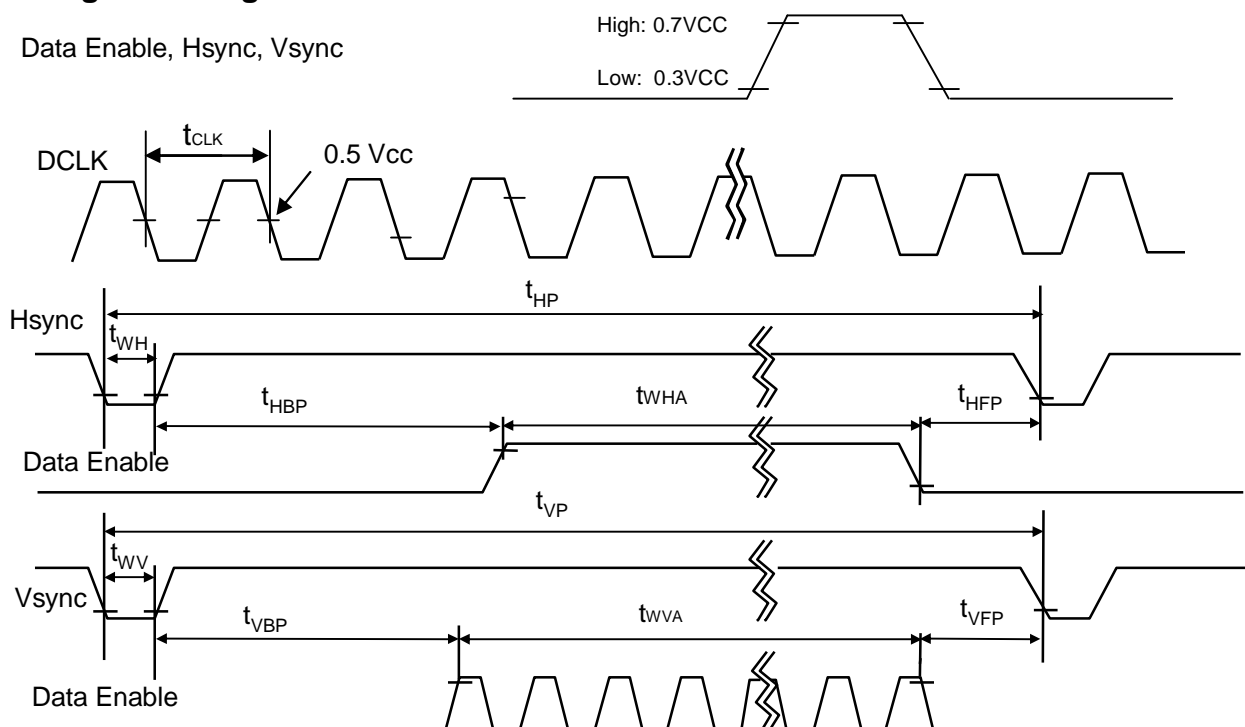 Data Enable, Hsync, Vsync
High: 0.7VCC
Low: 0.3VCC
tCLK
DCLK
0.5 Vcc
tHP
Hsync
tWH
tHBP
tWHA
tHFP
Data Enable
tVP
tWV
Vsync
tVBP
tWVA
tVFP
Data Enable